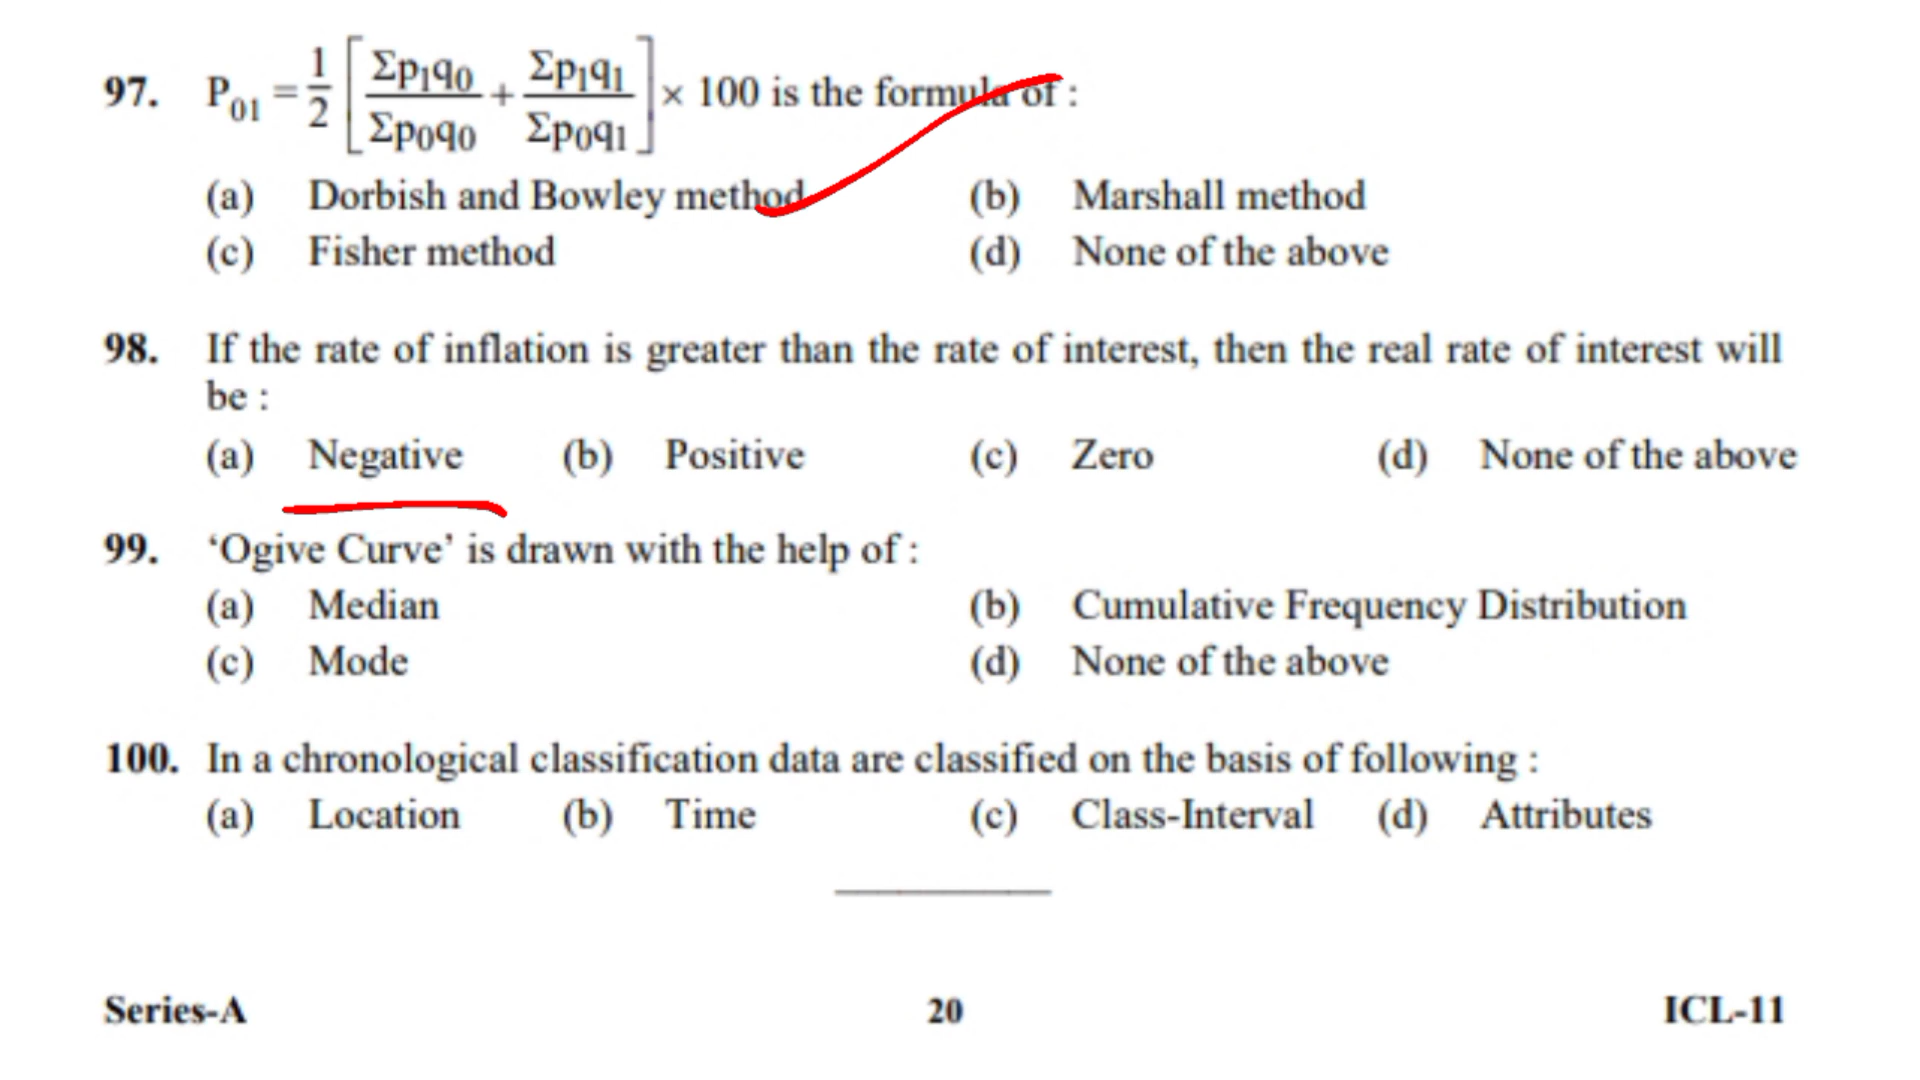 97. P₀₁ = 1/2 [Σp₁q₀/Σp₀q₀ + Σp₁q₁/Σp₀q₁] × 100 is the formula of :
(a) Dorbish and Bowley method (b) Marshall method
(c) Fisher method (d) None of the above
98. If the rate of inflation is greater than the rate of interest, then the real rate of interest will
be :
(a) Negative (b) Positive (c) Zero (d) None of the above
99. ‘Ogive Curve’ is drawn with the help of :
(a) Median (b) Cumulative Frequency Distribution
(c) Mode (d) None of the above
100. In a chronological classification data are classified on the basis of following :
(a) Location (b) Time (c) Class-Interval (d) Attributes
Series-A 20 ICL-11